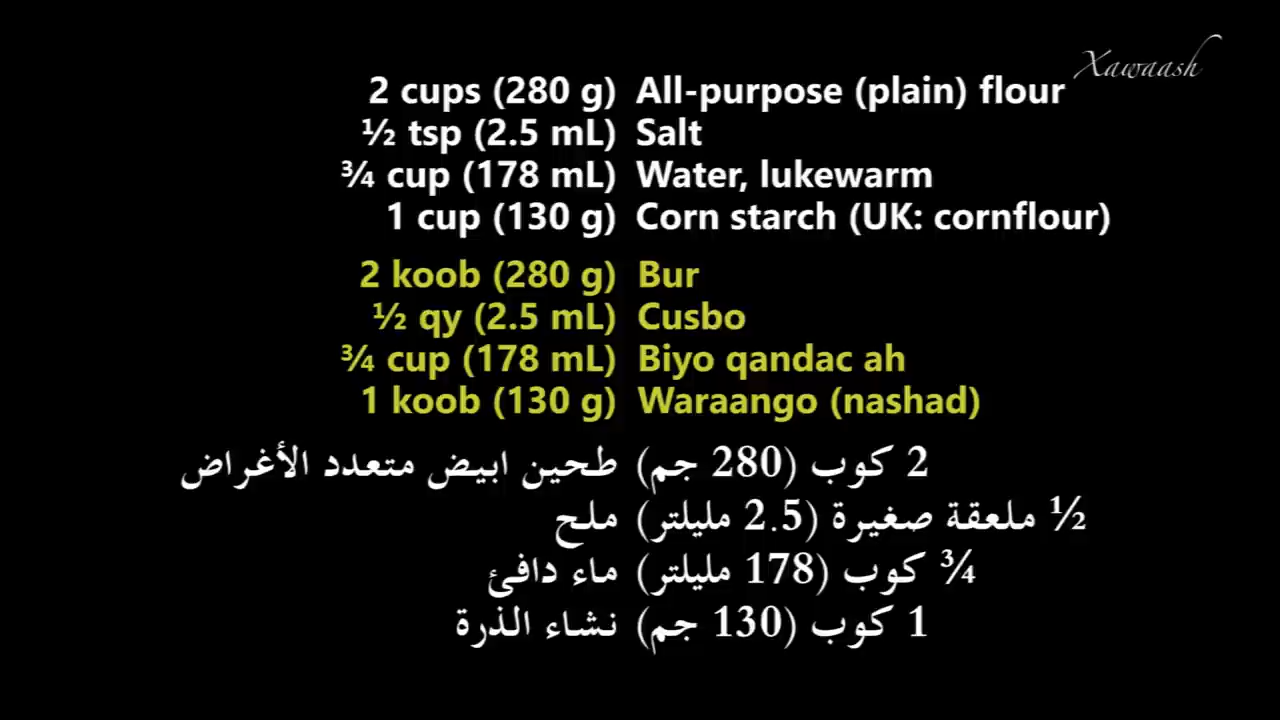 Xawaash
2 cups (280 g) All-purpose (plain) flour
½ tsp (2.5 mL) Salt
¾ cup (178 mL) Water, lukewarm
1 cup (130 g) Corn starch (UK: cornflour)
2 koob (280 g) Bur
½ qy (2.5 mL) Cusbo
¾ cup (178 mL) Biyo qandac ah
1 koob (130 g) Waraango (nashad)
2 كوب (280 جم) طحين ابيض متعدد الأغراض
½ ملعقة صغيرة (2.5 مليلتر) ملح
¾ كوب (178 مليلتر) ماء دافئ
1 كوب (130 جم) نشاء الذرة